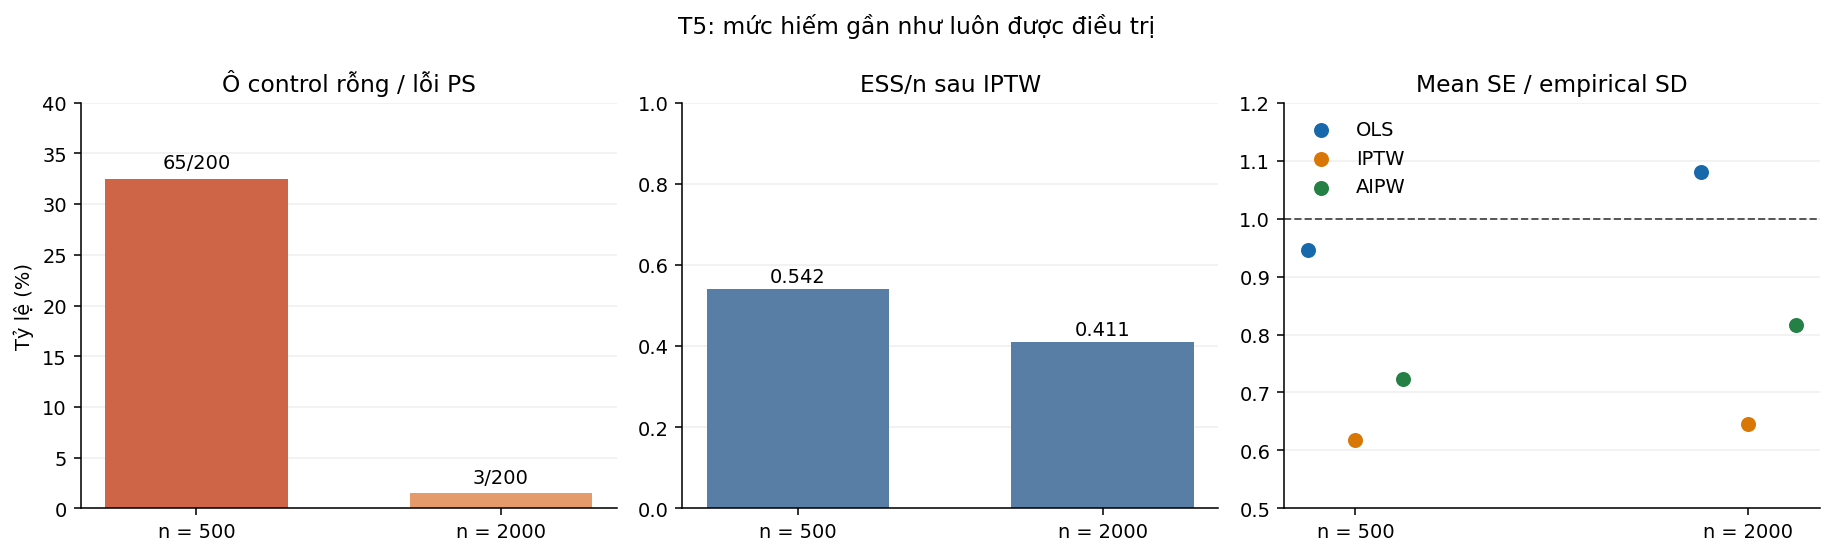 T5: mức hiếm gần như luôn được điều trị
Ô control rỗng / lỗi PS
Tỷ lệ (%)
40
35
30
25
20
15
10
5
0
65/200
3/200
n = 500
n = 2000
ESS/n sau IPTW
1.0
0.8
0.6
0.4
0.2
0.0
0.542
0.411
n = 500
n = 2000
Mean SE / empirical SD
1.2
1.1
1.0
0.9
0.8
0.7
0.6
0.5
OLS
IPTW
AIPW
n = 500
n = 2000